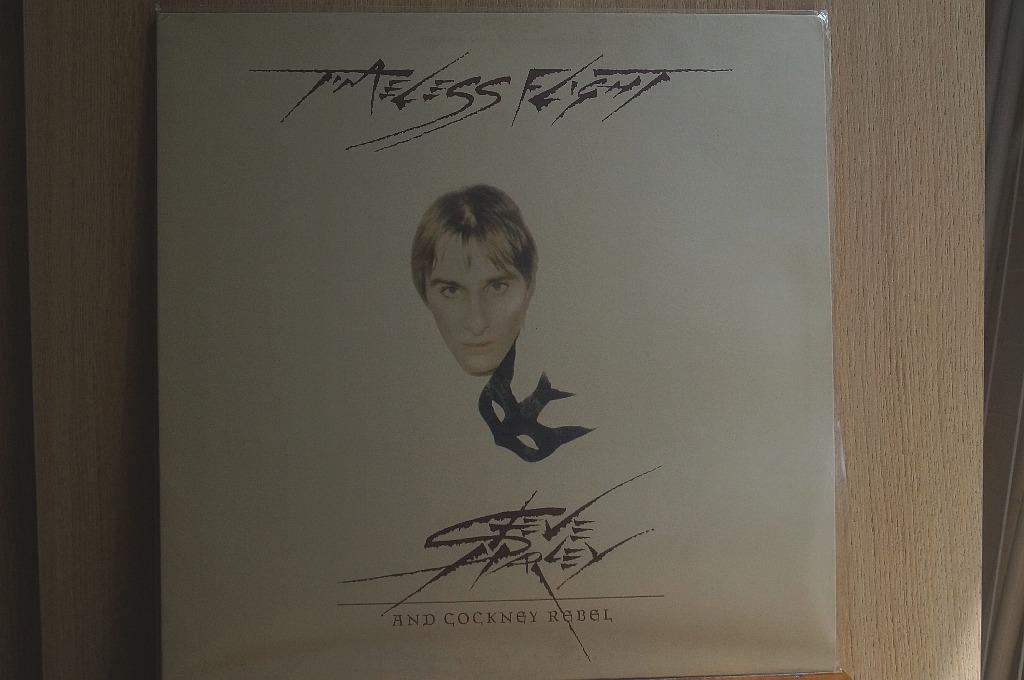 TIMELESS FLIGHT
STEVE
HARLEY
AND COCKNEY REBEL